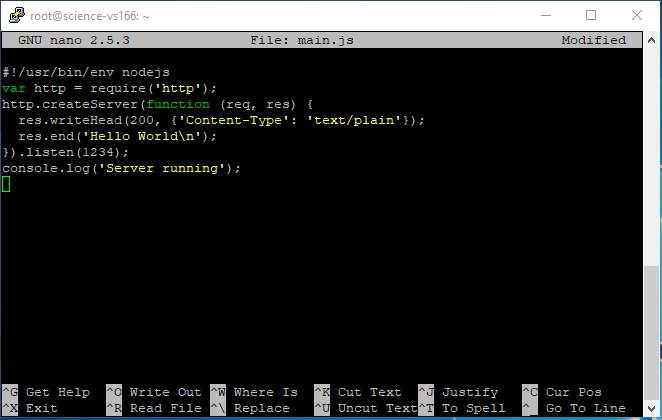 root@science-vs166: ~
GNU nano 2.5.3 File: main.js Modified
#!/usr/bin/env nodejs
var http = require('http');
http.createServer(function (req, res) {
  res.writeHead(200, {'Content-Type': 'text/plain'});
  res.end('Hello World\n');
}).listen(1234);
console.log('Server running');
^G Get Help ^O Write Out ^W Where Is ^K Cut Text ^J Justify ^C Cur Pos
^X Exit ^R Read File ^\ Replace ^U Uncut Text ^T To Spell ^_ Go To Line